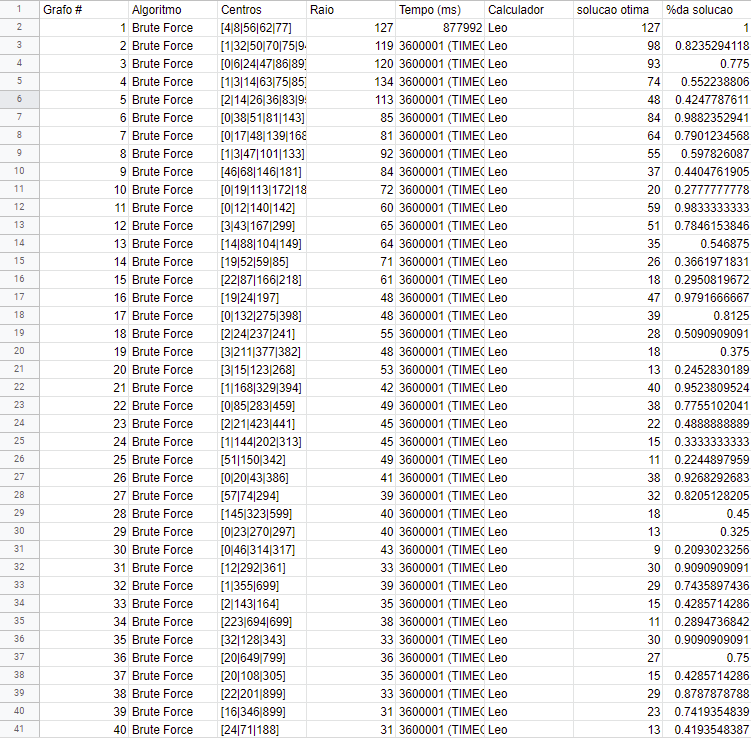 1 Grafo # Algoritmo Centros Raio Tempo (ms) Calculador solucao otima %da solucao
2 1 Brute Force [4|8|56|62|77] 127 877992 Leo 127 1
3 2 Brute Force [1|32|50|70|75|94 119 3600001 (TIMEO Leo 98 0.8235294118
4 3 Brute Force [0|6|24|47|86|89] 120 3600001 (TIMEO Leo 93 0.775
5 4 Brute Force [1|3|14|63|75|85] 134 3600001 (TIMEO Leo 74 0.552238806
6 5 Brute Force [2|14|26|36|83|95 113 3600001 (TIMEO Leo 48 0.4247787611
7 6 Brute Force [0|38|51|81|143] 85 3600001 (TIMEO Leo 84 0.9882352941
8 7 Brute Force [0|17|48|139|168 81 3600001 (TIMEO Leo 64 0.7901234568
9 8 Brute Force [1|3|47|101|133] 92 3600001 (TIMEO Leo 55 0.597826087
10 9 Brute Force [46|68|146|181] 84 3600001 (TIMEO Leo 37 0.4404761905
11 10 Brute Force [0|19|113|172|18 72 3600001 (TIMEO Leo 20 0.2777777778
12 11 Brute Force [0|12|140|142] 60 3600001 (TIMEO Leo 59 0.9833333333
13 12 Brute Force [3|43|167|299] 65 3600001 (TIMEO Leo 51 0.7846153846
14 13 Brute Force [14|88|104|149] 64 3600001 (TIMEO Leo 35 0.546875
15 14 Brute Force [19|52|59|85] 71 3600001 (TIMEO Leo 26 0.3661971831
16 15 Brute Force [22|87|166|218] 61 3600001 (TIMEO Leo 18 0.2950819672
17 16 Brute Force [19|24|197] 48 3600001 (TIMEO Leo 47 0.9791666667
18 17 Brute Force [0|132|275|398] 48 3600001 (TIMEO Leo 39 0.8125
19 18 Brute Force [2|24|237|241] 55 3600001 (TIMEO Leo 28 0.5090909091
20 19 Brute Force [3|211|377|382] 48 3600001 (TIMEO Leo 18 0.375
21 20 Brute Force [3|15|123|268] 53 3600001 (TIMEO Leo 13 0.2452830189
22 21 Brute Force [1|168|329|394] 42 3600001 (TIMEO Leo 40 0.9523809524
23 22 Brute Force [0|85|283|459] 49 3600001 (TIMEO Leo 38 0.7755102041
24 23 Brute Force [2|21|423|441] 45 3600001 (TIMEO Leo 22 0.4888888889
25 24 Brute Force [1|144|202|313] 45 3600001 (TIMEO Leo 15 0.3333333333
26 25 Brute Force [51|150|342] 49 3600001 (TIMEO Leo 11 0.2244897959
27 26 Brute Force [0|20|43|386] 41 3600001 (TIMEO Leo 38 0.9268292683
28 27 Brute Force [57|74|294] 39 3600001 (TIMEO Leo 32 0.8205128205
29 28 Brute Force [145|323|599] 40 3600001 (TIMEO Leo 18 0.45
30 29 Brute Force [0|23|270|297] 40 3600001 (TIMEO Leo 13 0.325
31 30 Brute Force [0|46|314|317] 43 3600001 (TIMEO Leo 9 0.2093023256
32 31 Brute Force [12|292|361] 33 3600001 (TIMEO Leo 30 0.9090909091
33 32 Brute Force [1|355|699] 39 3600001 (TIMEO Leo 29 0.7435897436
34 33 Brute Force [2|143|164] 35 3600001 (TIMEO Leo 15 0.4285714286
35 34 Brute Force [223|694|699] 38 3600001 (TIMEO Leo 11 0.2894736842
36 35 Brute Force [32|128|343] 33 3600001 (TIMEO Leo 30 0.9090909091
37 36 Brute Force [20|649|799] 36 3600001 (TIMEO Leo 27 0.75
38 37 Brute Force [20|108|305] 35 3600001 (TIMEO Leo 15 0.4285714286
39 38 Brute Force [22|201|899] 33 3600001 (TIMEO Leo 29 0.8787878788
40 39 Brute Force [16|346|899] 31 3600001 (TIMEO Leo 23 0.7419354839
41 40 Brute Force [24|71|188] 31 3600001 (TIMEO Leo 13 0.4193548387